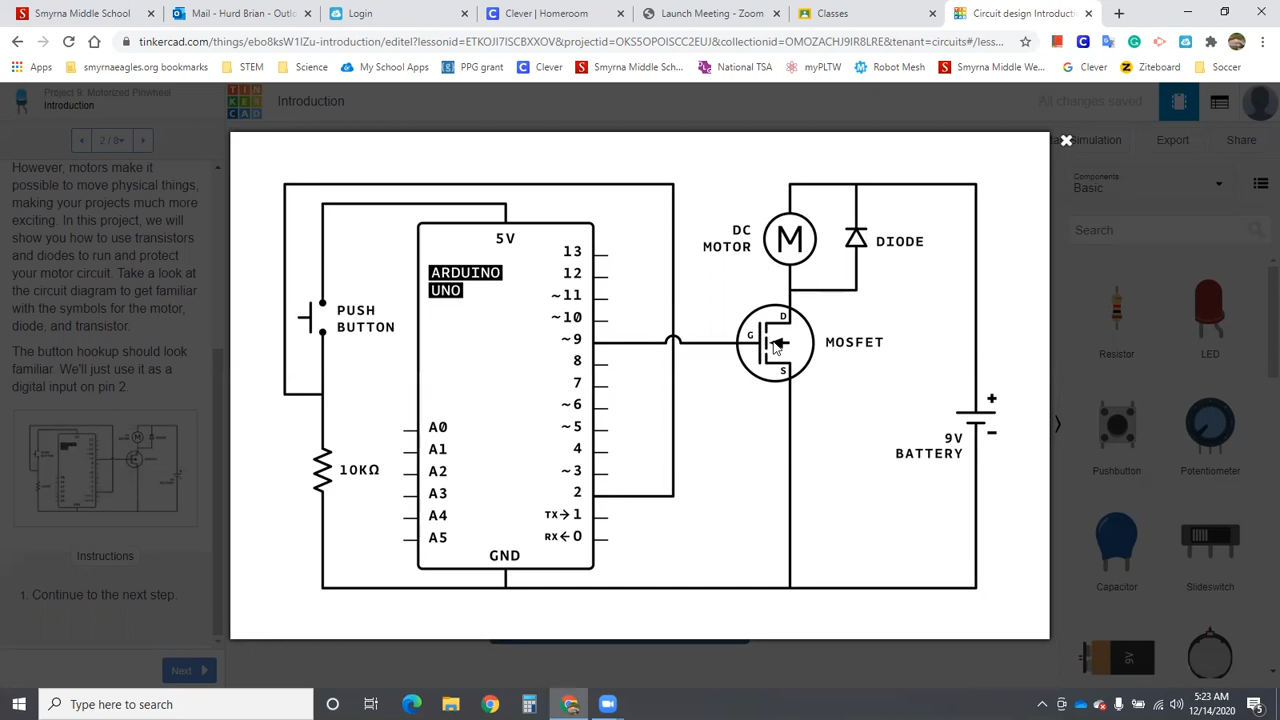 Smyrna Middle School
Mail - Hurd Brian - Outlo
Login
Clever | Homeroom
Launch Meeting - Zoom
Classes
Circuit design Introducti
tinkercad.com/things/ebo8ksW1IZu-introduction/editel?lessonid=ETKOJI7ISCBXXOV&projectid=OKS5OPOISCC2EUJ&collectionid=OMOZACHJ9IR8LRE&tenant=circuits#/less...
Apps
smyrnaeagles.org bookmarks
STEM
Science
My School Apps
PPG grant
Clever
Smyrna Middle Sch...
National TSA
myPLTW
Robot Mesh
Smyrna Middle We...
Clever
Ziteboard
Soccer
Project 9: Motorized Pinwheel
Introduction
TIN
KER
CAD
Introduction
All changes saved
2 / 8
Simulation
Export
Share
However, motors make it
possible to move physical things,
making your projects much
more exciting. In this project, we will
show you how to use transistors
and diodes to run and protect
your motor circuit. Take a look at
the circuit diagram to get familiar
with the symbols for the motor,
diode, and transistor.
The button hookup should look
familiar. We'll just use it as a
digital input on pin 2.
Instructions
1. Continue to the next step.
Next
5V
ARDUINO
UNO
13
12
~11
~10
~9
8
7
~6
~5
4
~3
2
TX→1
RX←0
A0
A1
A2
A3
A4
A5
GND
PUSH
BUTTON
10KΩ
DC
MOTOR
M
DIODE
D
G
S
MOSFET
+
-
9V
BATTERY
Components
Basic
Search
Resistor
LED
Pushbutton
Potentiometer
Capacitor
Slideswitch
9V
Type here to search
5:23 AM
12/14/2020